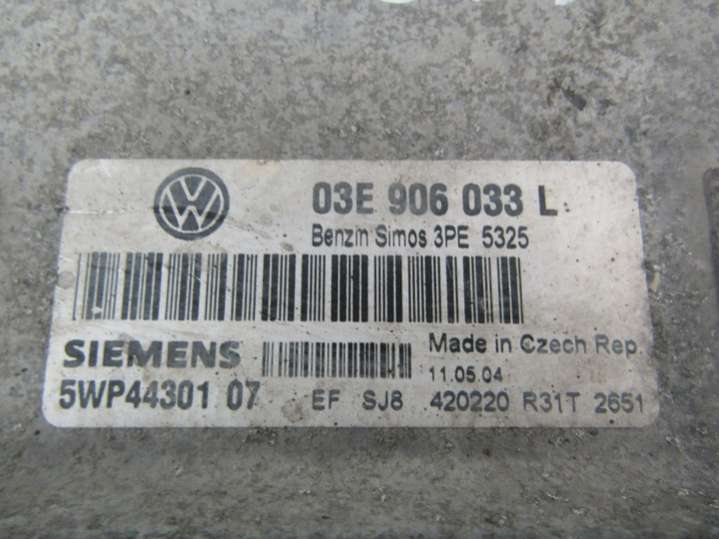 03E 906 033 L
Benzin Simos 3PE 5325
SIEMENS
Made in Czech Rep.
11.05.04
5WP44301 07 EF SJ8 420220 R31T 2651